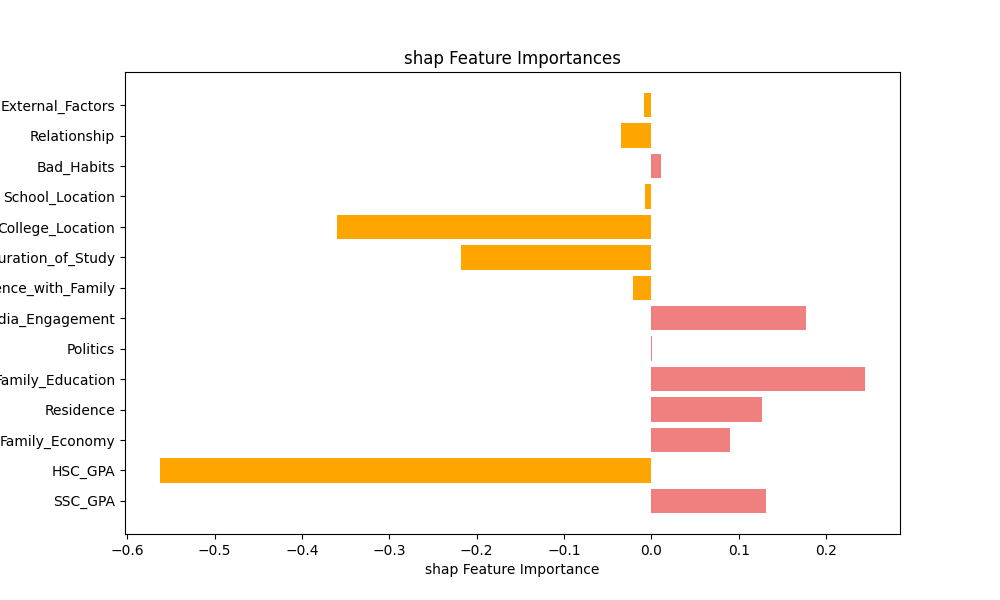 shap Feature Importances
External_Factors
Relationship
Bad_Habits
School_Location
College_Location
uration_of_Study
ence_with_Family
dia_Engagement
Politics
Family_Education
Residence
Family_Economy
HSC_GPA
SSC_GPA
−0.6 −0.5 −0.4 −0.3 −0.2 −0.1 0.0 0.1 0.2
shap Feature Importance